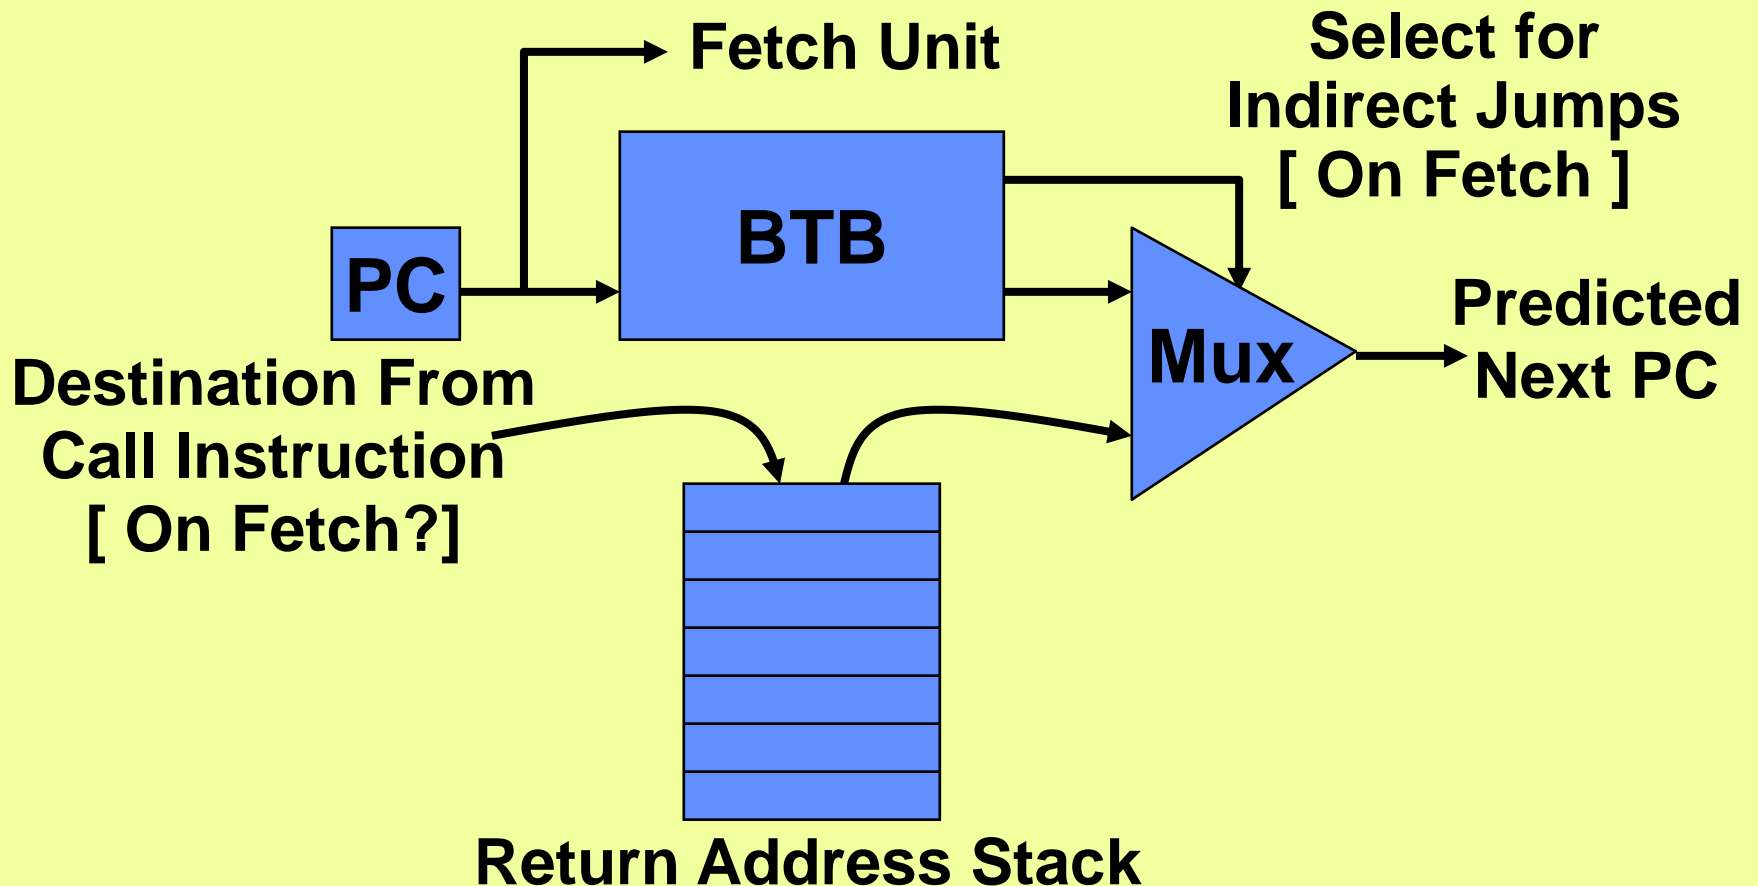 Fetch Unit
Select for
Indirect Jumps
[ On Fetch ]
BTB
PC
Mux
Predicted
Next PC
Destination From
Call Instruction
[ On Fetch?]
Return Address Stack